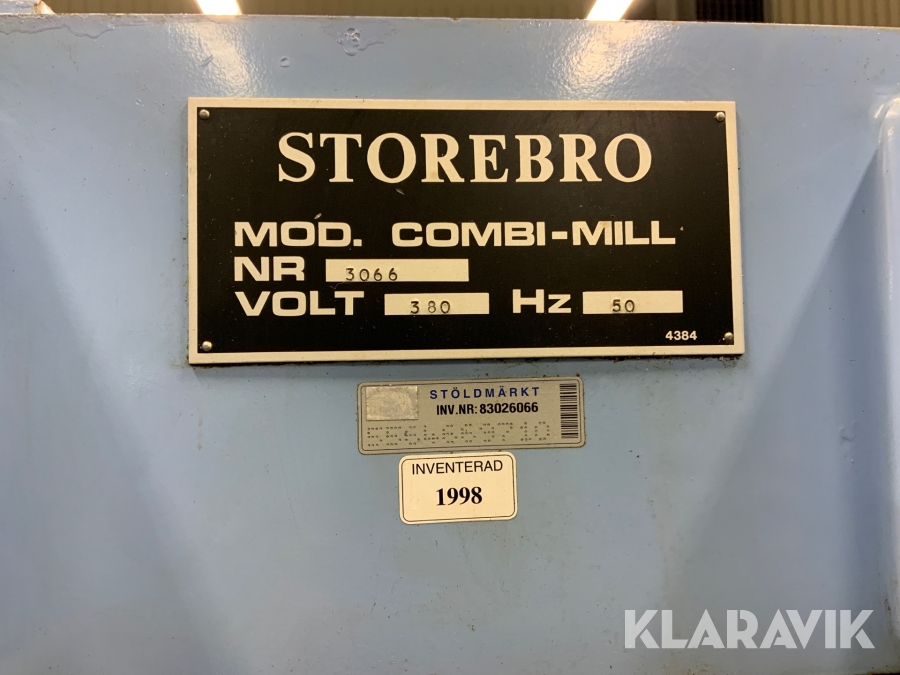 STOREBRO
MOD. COMBI-MILL
NR 3066
VOLT 380 Hz 50
4384
STÖLDMÄRKT
INV.NR: 83026066
INVENTERAD
1998
KLARAVIK